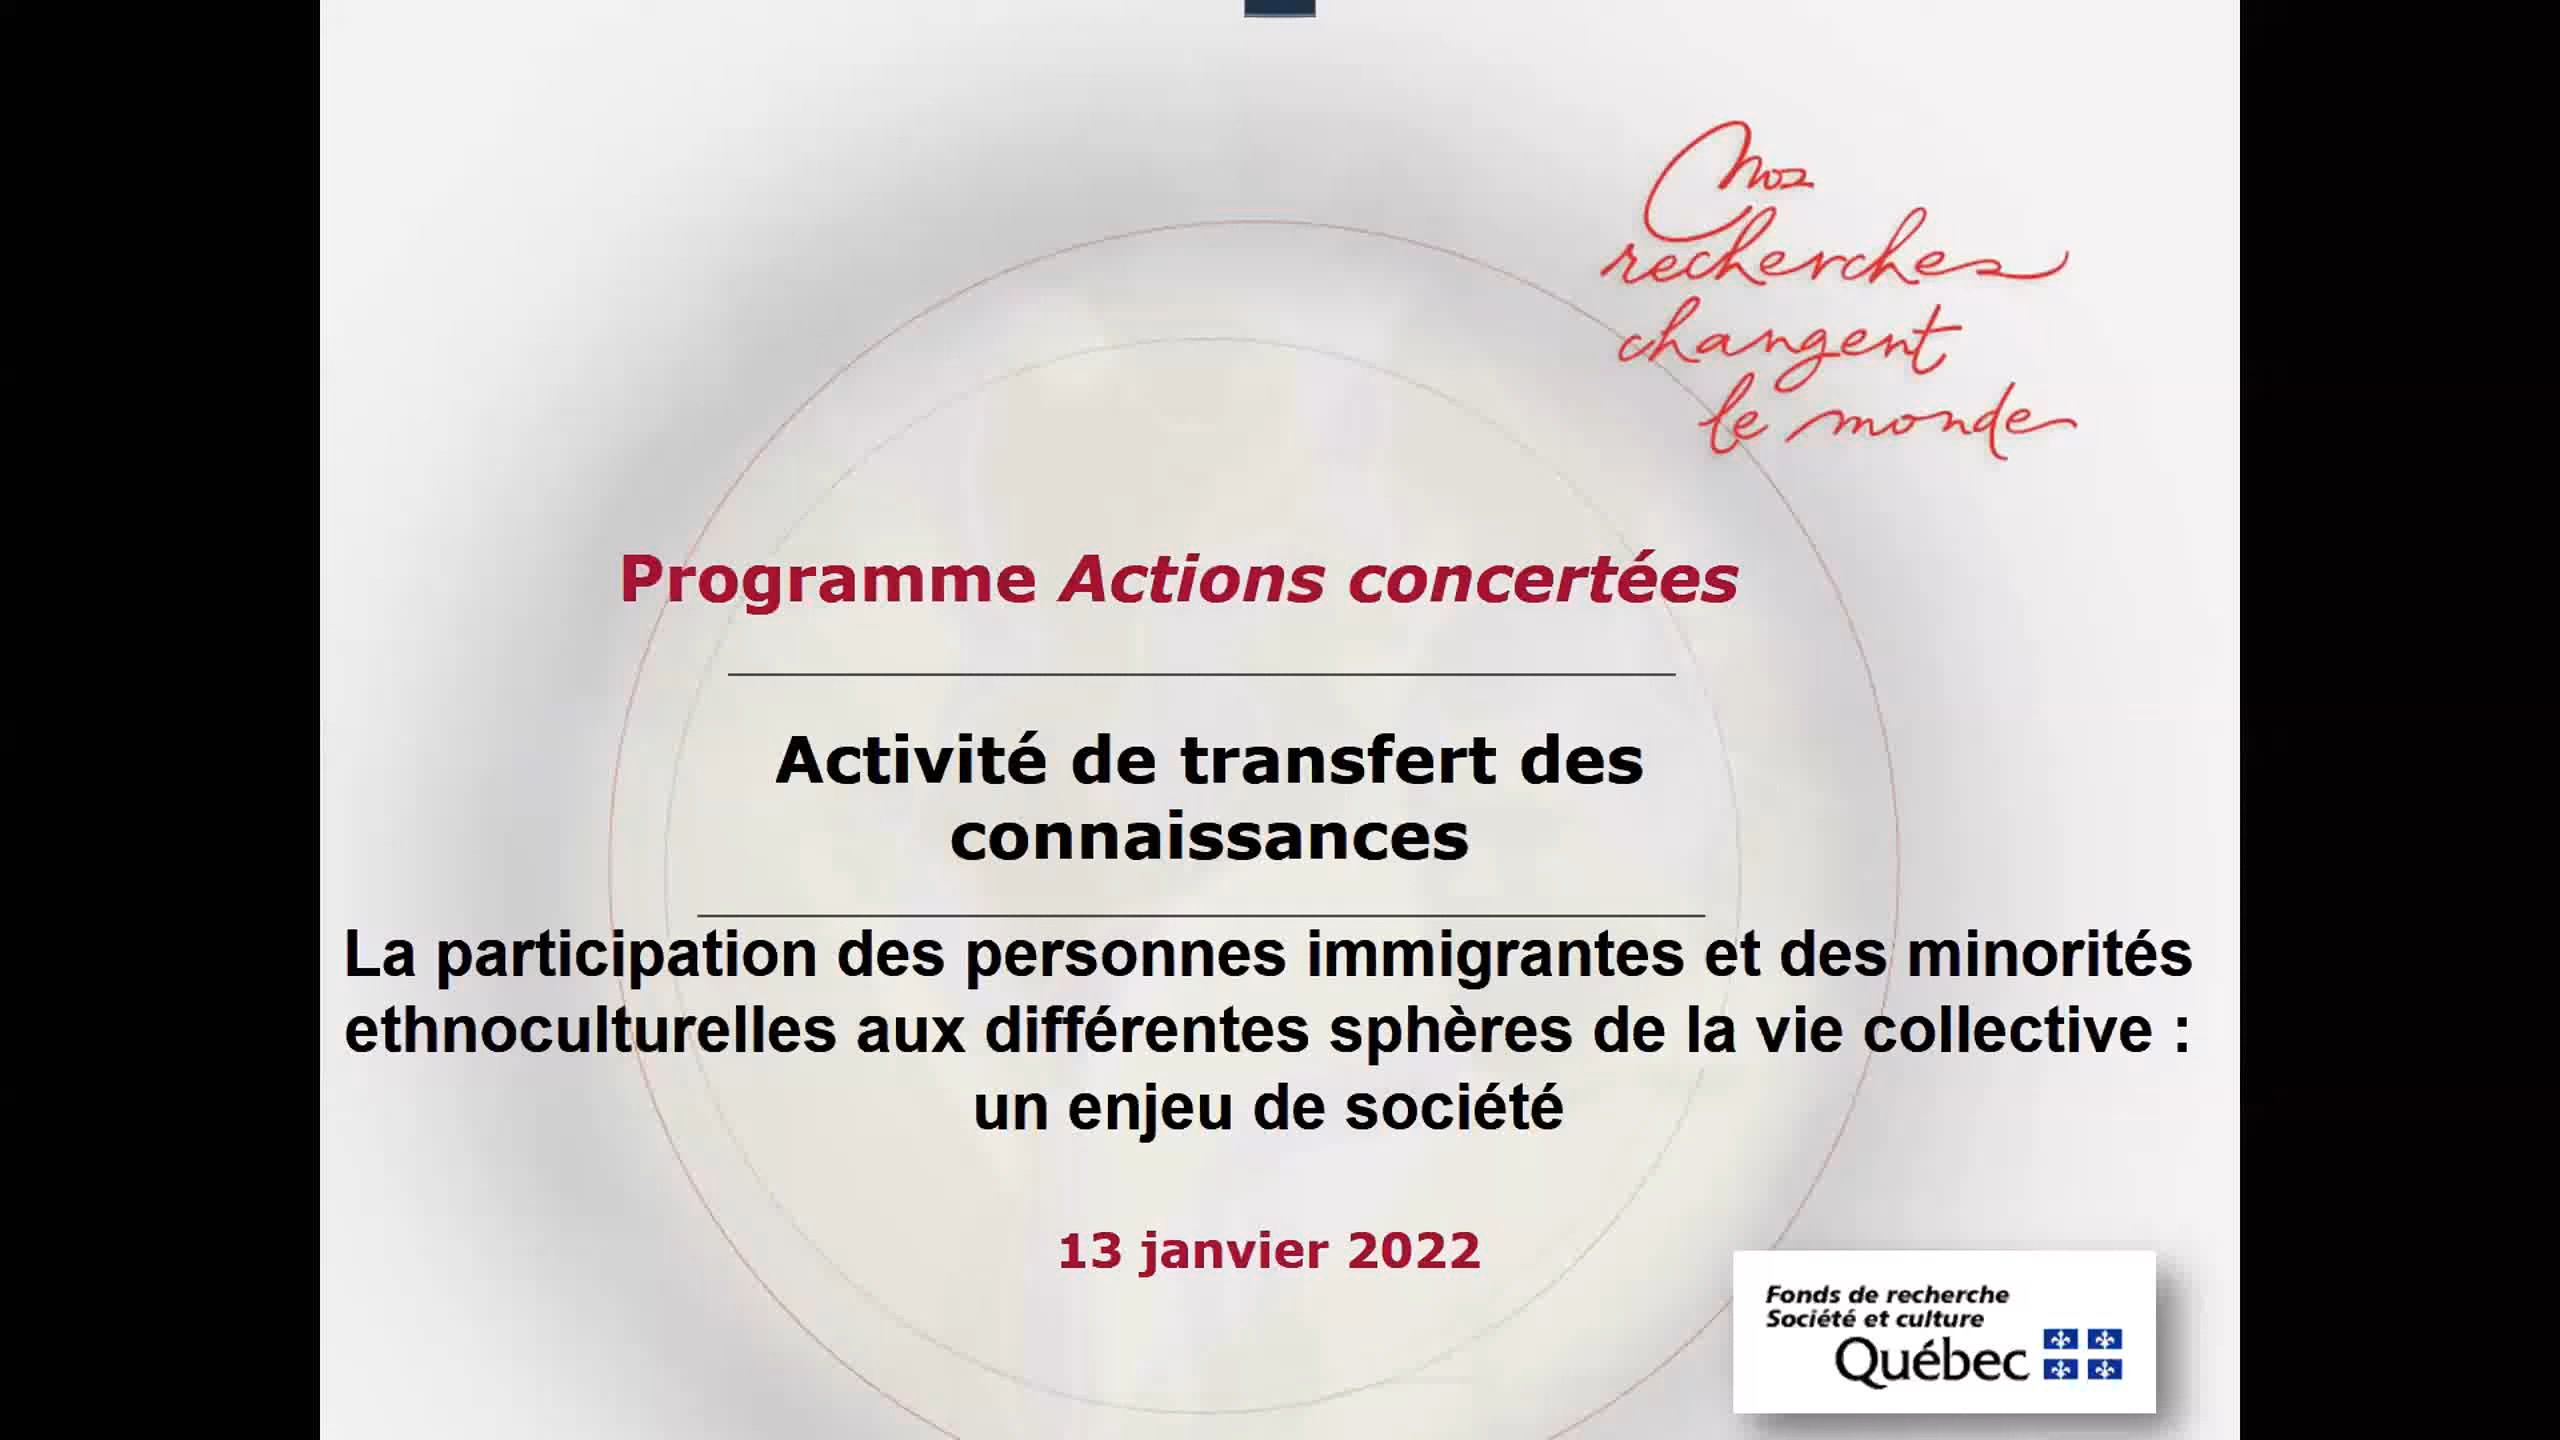 Nos
recherches
changent
le monde
Programme Actions concertées
Activité de transfert des
connaissances
La participation des personnes immigrantes et des minorités
ethnoculturelles aux différentes sphères de la vie collective :
un enjeu de société
13 janvier 2022
Fonds de recherche
Société et culture
Québec